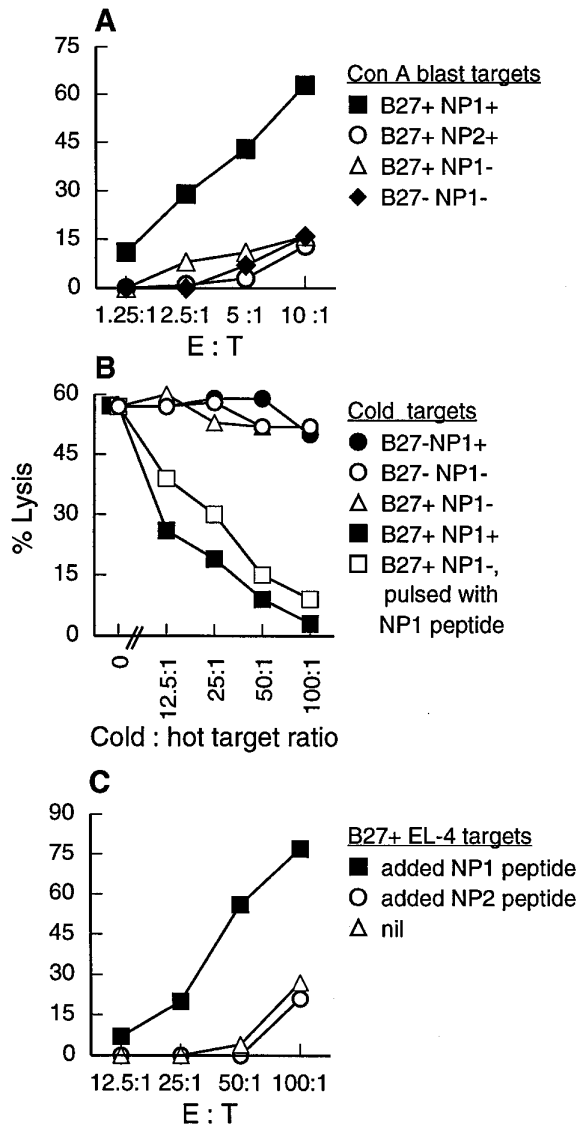 A
75
60
45
30
15
0
1.25:1 2.5:1 5 :1 10 :1
E : T
Con A blast targets
B27+ NP1+
B27+ NP2+
B27+ NP1-
B27- NP1-
B
60
45
30
15
0
% Lysis
0
12.5:1
25:1
50:1
100:1
Cold : hot target ratio
Cold targets
B27-NP1+
B27- NP1-
B27+ NP1-
B27+ NP1+
B27+ NP1-,
pulsed with
NP1 peptide
C
90
75
60
45
30
15
0
12.5:1 25:1 50:1 100:1
E : T
B27+ EL-4 targets
added NP1 peptide
added NP2 peptide
nil